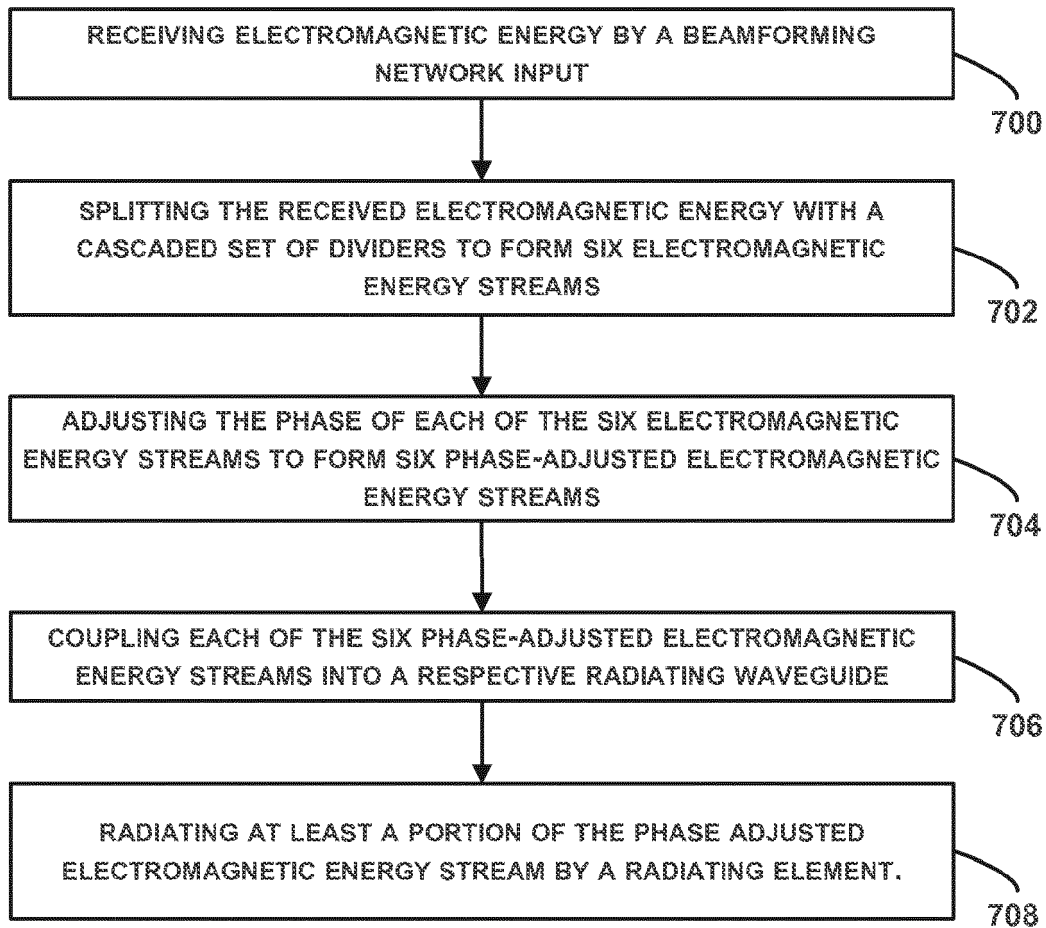 RECEIVING ELECTROMAGNETIC ENERGY BY A BEAMFORMING
NETWORK INPUT
700
SPLITTING THE RECEIVED ELECTROMAGNETIC ENERGY WITH A
CASCADED SET OF DIVIDERS TO FORM SIX ELECTROMAGNETIC
ENERGY STREAMS
702
ADJUSTING THE PHASE OF EACH OF THE SIX ELECTROMAGNETIC
ENERGY STREAMS TO FORM SIX PHASE-ADJUSTED ELECTROMAGNETIC
ENERGY STREAMS
704
COUPLING EACH OF THE SIX PHASE-ADJUSTED ELECTROMAGNETIC
ENERGY STREAMS INTO A RESPECTIVE RADIATING WAVEGUIDE
706
RADIATING AT LEAST A PORTION OF THE PHASE ADJUSTED
ELECTROMAGNETIC ENERGY STREAM BY A RADIATING ELEMENT.
708